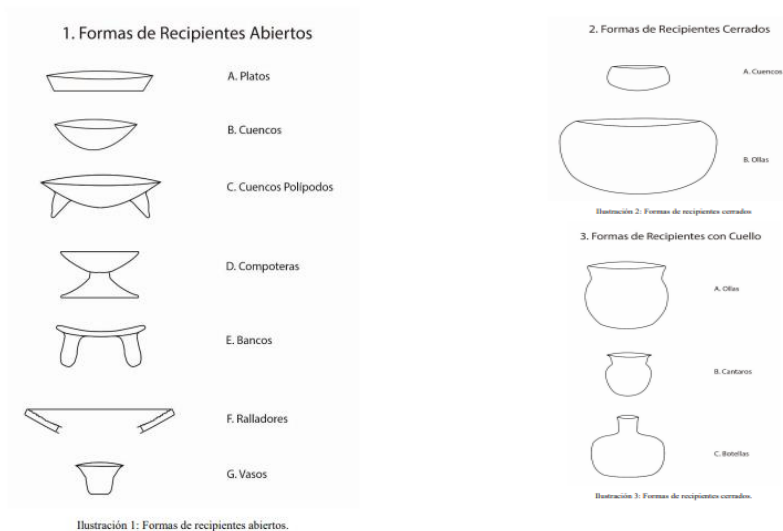 1. Formas de Recipientes Abiertos
A. Platos
B. Cuencos
C. Cuencos Polípodos
D. Compoteras
E. Bancos
F. Ralladores
G. Vasos
Ilustración 1: Formas de recipientes abiertos.
2. Formas de Recipientes Cerrados
A. Cuencos
B. Ollas
Ilustración 2: Formas de recipientes cerrados
3. Formas de Recipientes con Cuello
A. Ollas
B. Cantaros
C. Botellas
Ilustración 3: Formas de recipientes cerrados.